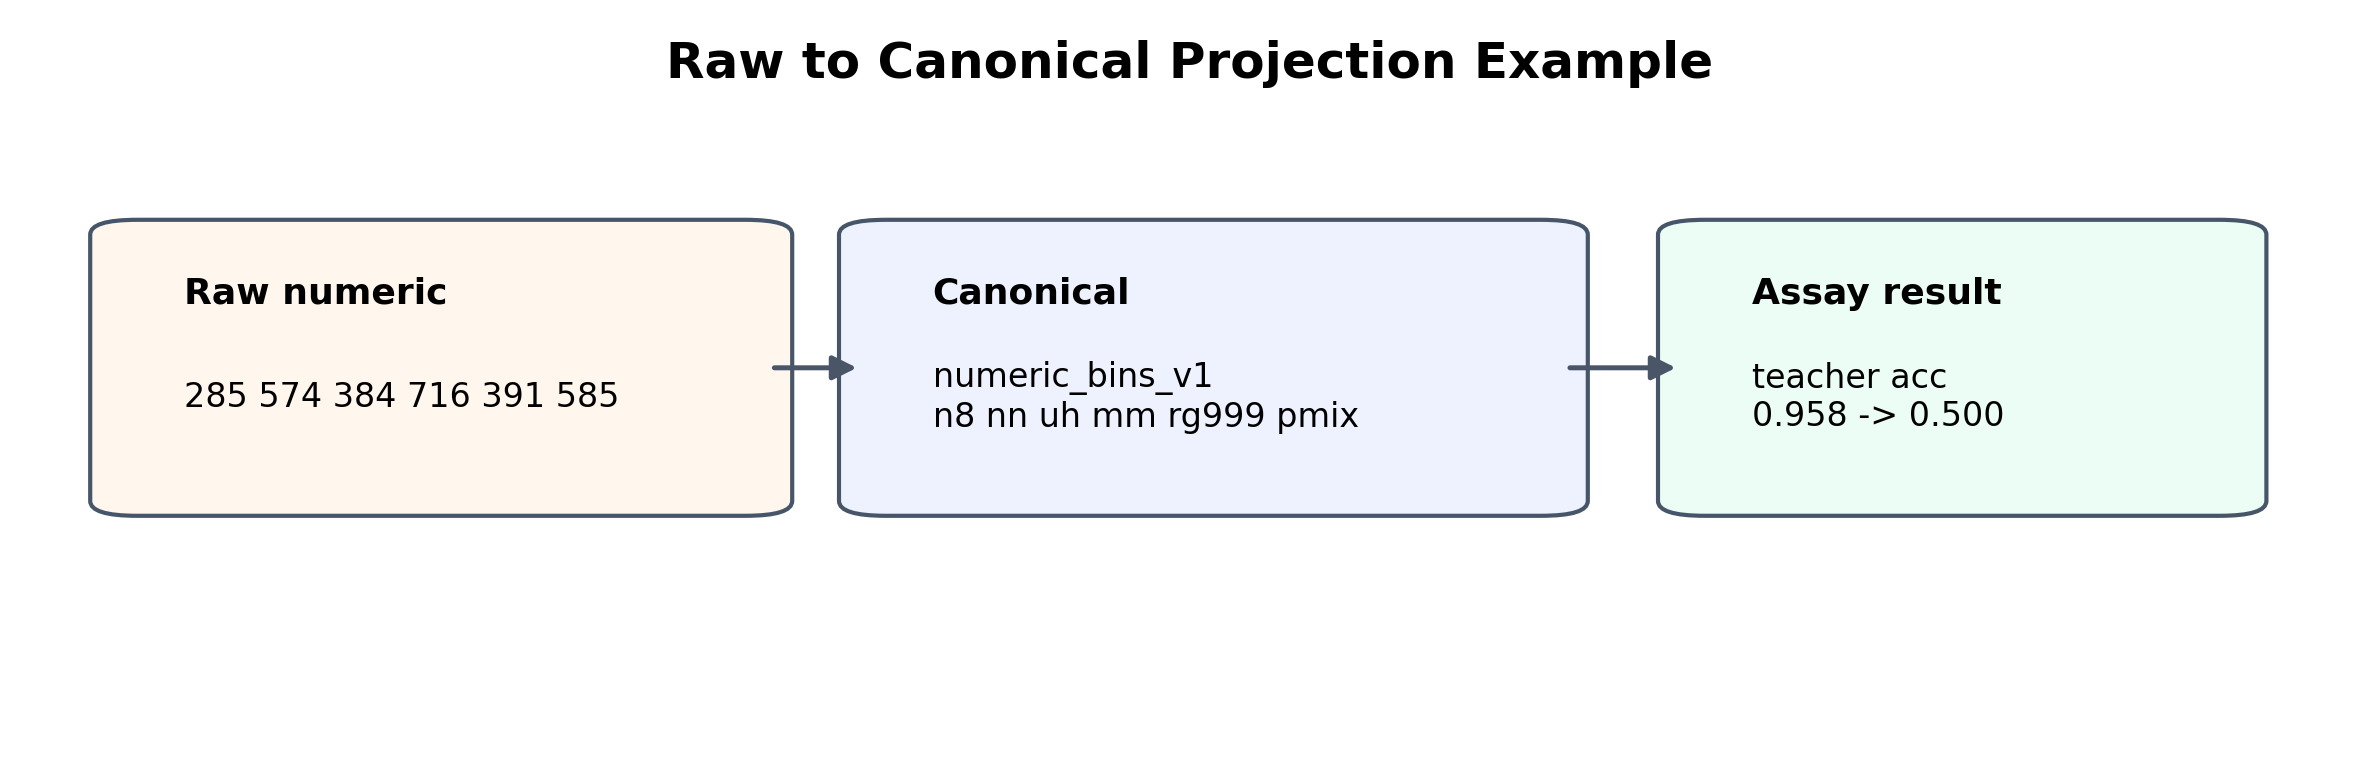 Raw to Canonical Projection Example
Raw numeric
285 574 384 716 391 585
Canonical
numeric_bins_v1
n8 nn uh mm rg999 pmix
Assay result
teacher acc
0.958 -> 0.500